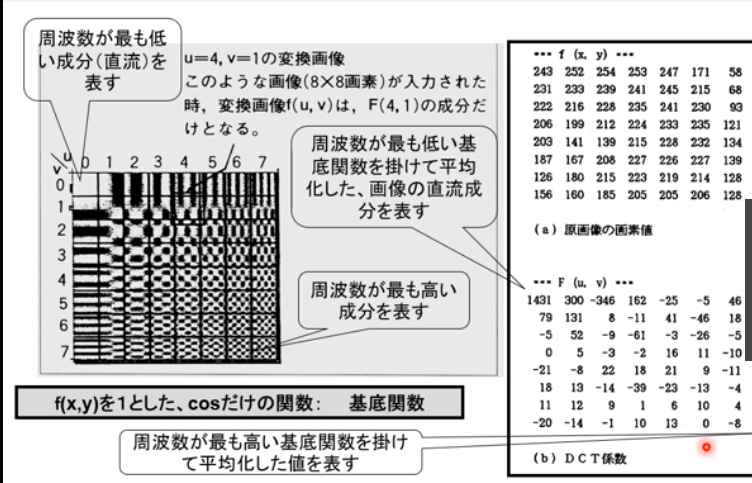 周波数が最も低
い成分(直流)を
表す
u＝4, v＝1の変換画像
このような画像(8×8画素)が入力された
時，変換画像f(u, v)は，F(4,1)の成分だ
けとなる。
周波数が最も低い基
底関数を掛けて平均
化した、画像の直流成
分を表す
u 0 1 2 3 4 5 6 7
v
0
1
2
3
4
5
6
7
周波数が最も高い
成分を表す
f(x,y)を1とした、cosだけの関数： 基底関数
周波数が最も高い基底関数を掛け
て平均化した値を表す
--- f (x, y) ---
243 252 254 253 247 171 58
231 233 239 241 245 215 68
222 216 228 235 241 230 93
206 199 212 224 233 235 121
203 141 139 215 228 232 134
187 167 208 227 226 227 139
126 180 215 223 219 214 128
156 160 185 205 205 206 128
(a) 原画像の画素値
--- F (u, v) ---
1431 300 -346 162 -25 -5 46
79 131 8 -11 41 -46 18
-5 52 -9 -61 -3 -26 -5
0 5 -3 -2 16 11 -10
-21 -8 22 18 21 9 -11
18 13 -14 -39 -23 -13 -4
11 12 9 1 6 10 4
-20 -14 -1 10 13 0 -8
(b) DCT係数